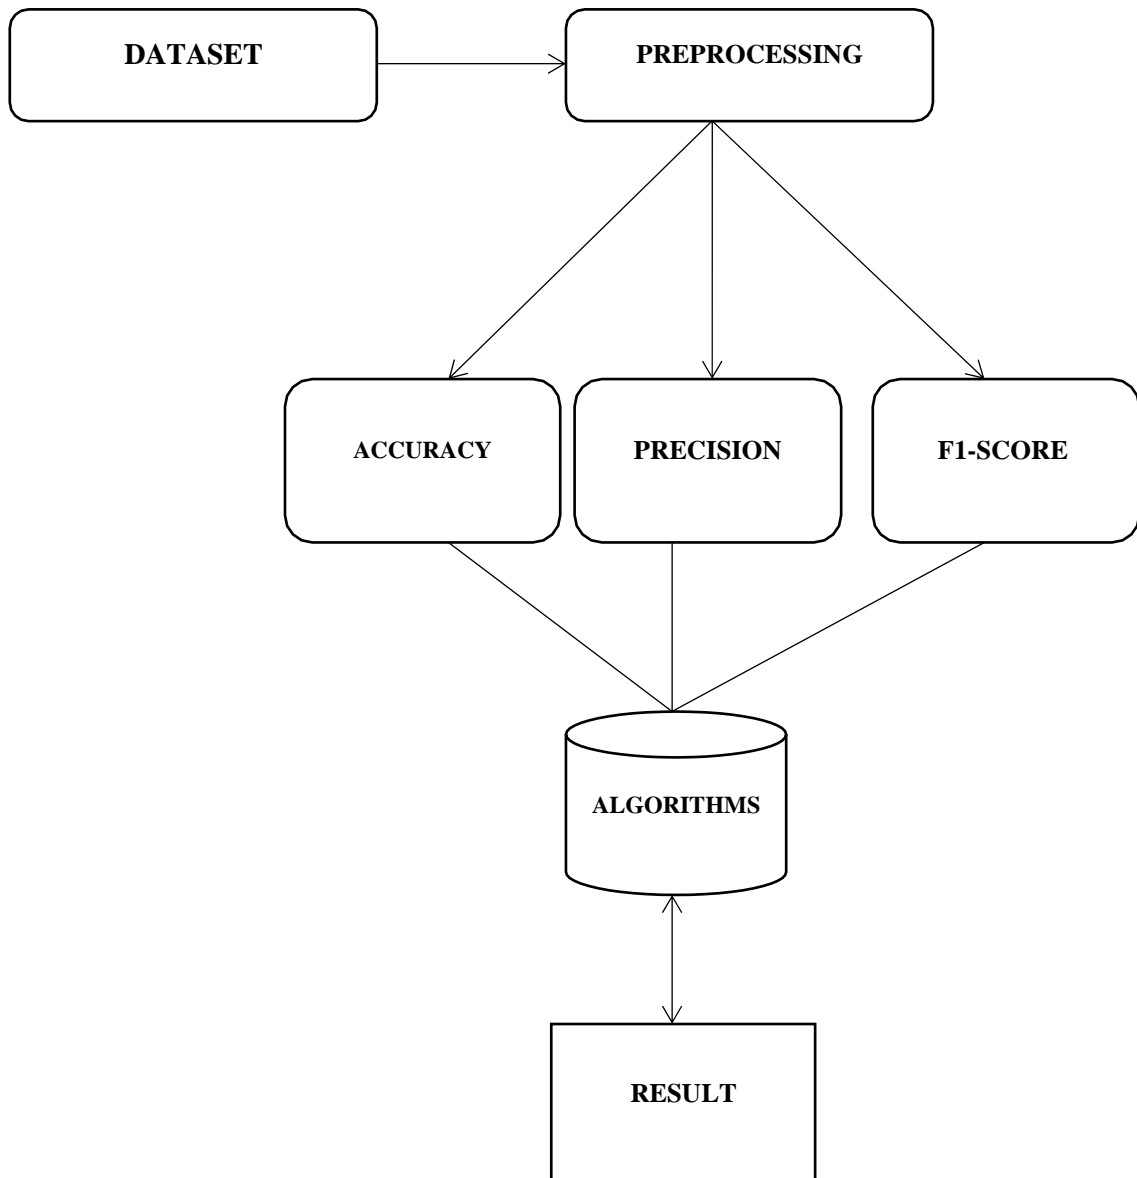 DATASET
PREPROCESSING
ACCURACY
PRECISION
F1-SCORE
ALGORITHMS
RESULT